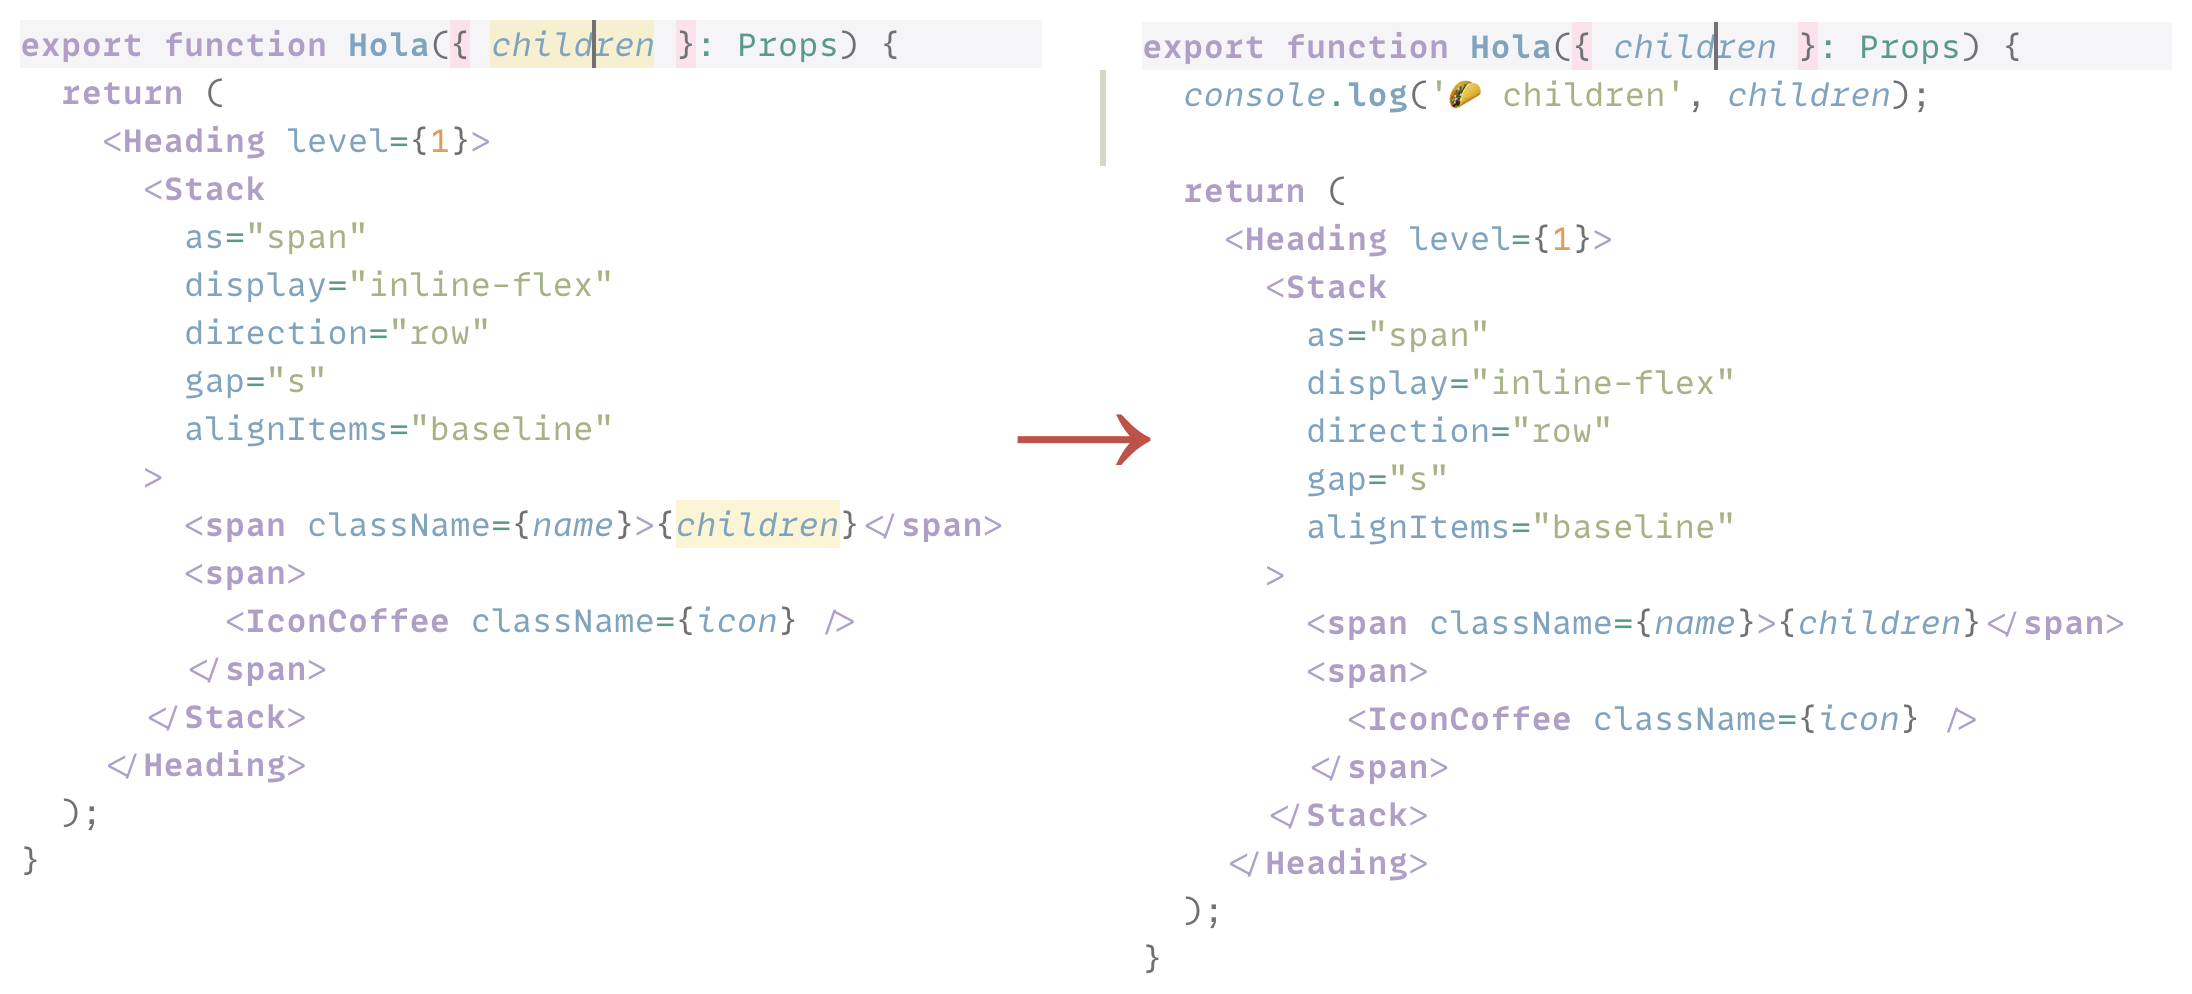 export function Hola({ children }: Props) {
  return (
    <Heading level={1}>
      <Stack
        as="span"
        display="inline-flex"
        direction="row"
        gap="s"
        alignItems="baseline"
      >
        <span className={name}>{children}</span>
        <span>
          <IconCoffee className={icon} />
        </span>
      </Stack>
    </Heading>
  );
}
export function Hola({ children }: Props) {
  console.log('🌮 children', children);

  return (
    <Heading level={1}>
      <Stack
        as="span"
        display="inline-flex"
        direction="row"
        gap="s"
        alignItems="baseline"
      >
        <span className={name}>{children}</span>
        <span>
          <IconCoffee className={icon} />
        </span>
      </Stack>
    </Heading>
  );
}